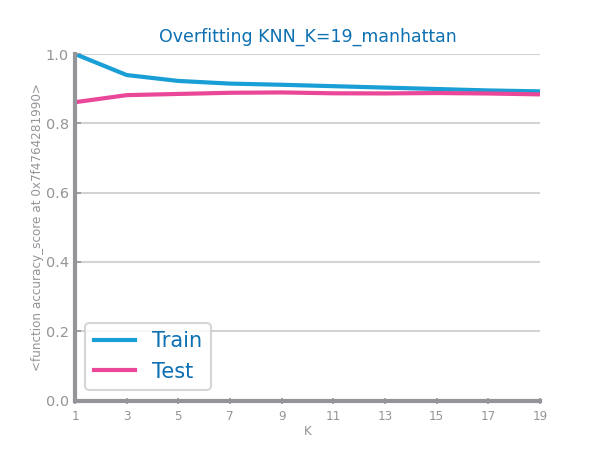 Overfitting KNN_K=19_manhattan
<function accuracy_score at 0x7f4764281990>
1.0
0.8
0.6
0.4
0.2
0.0
Train
Test
1 3 5 7 9 11 13 15 17 19
K